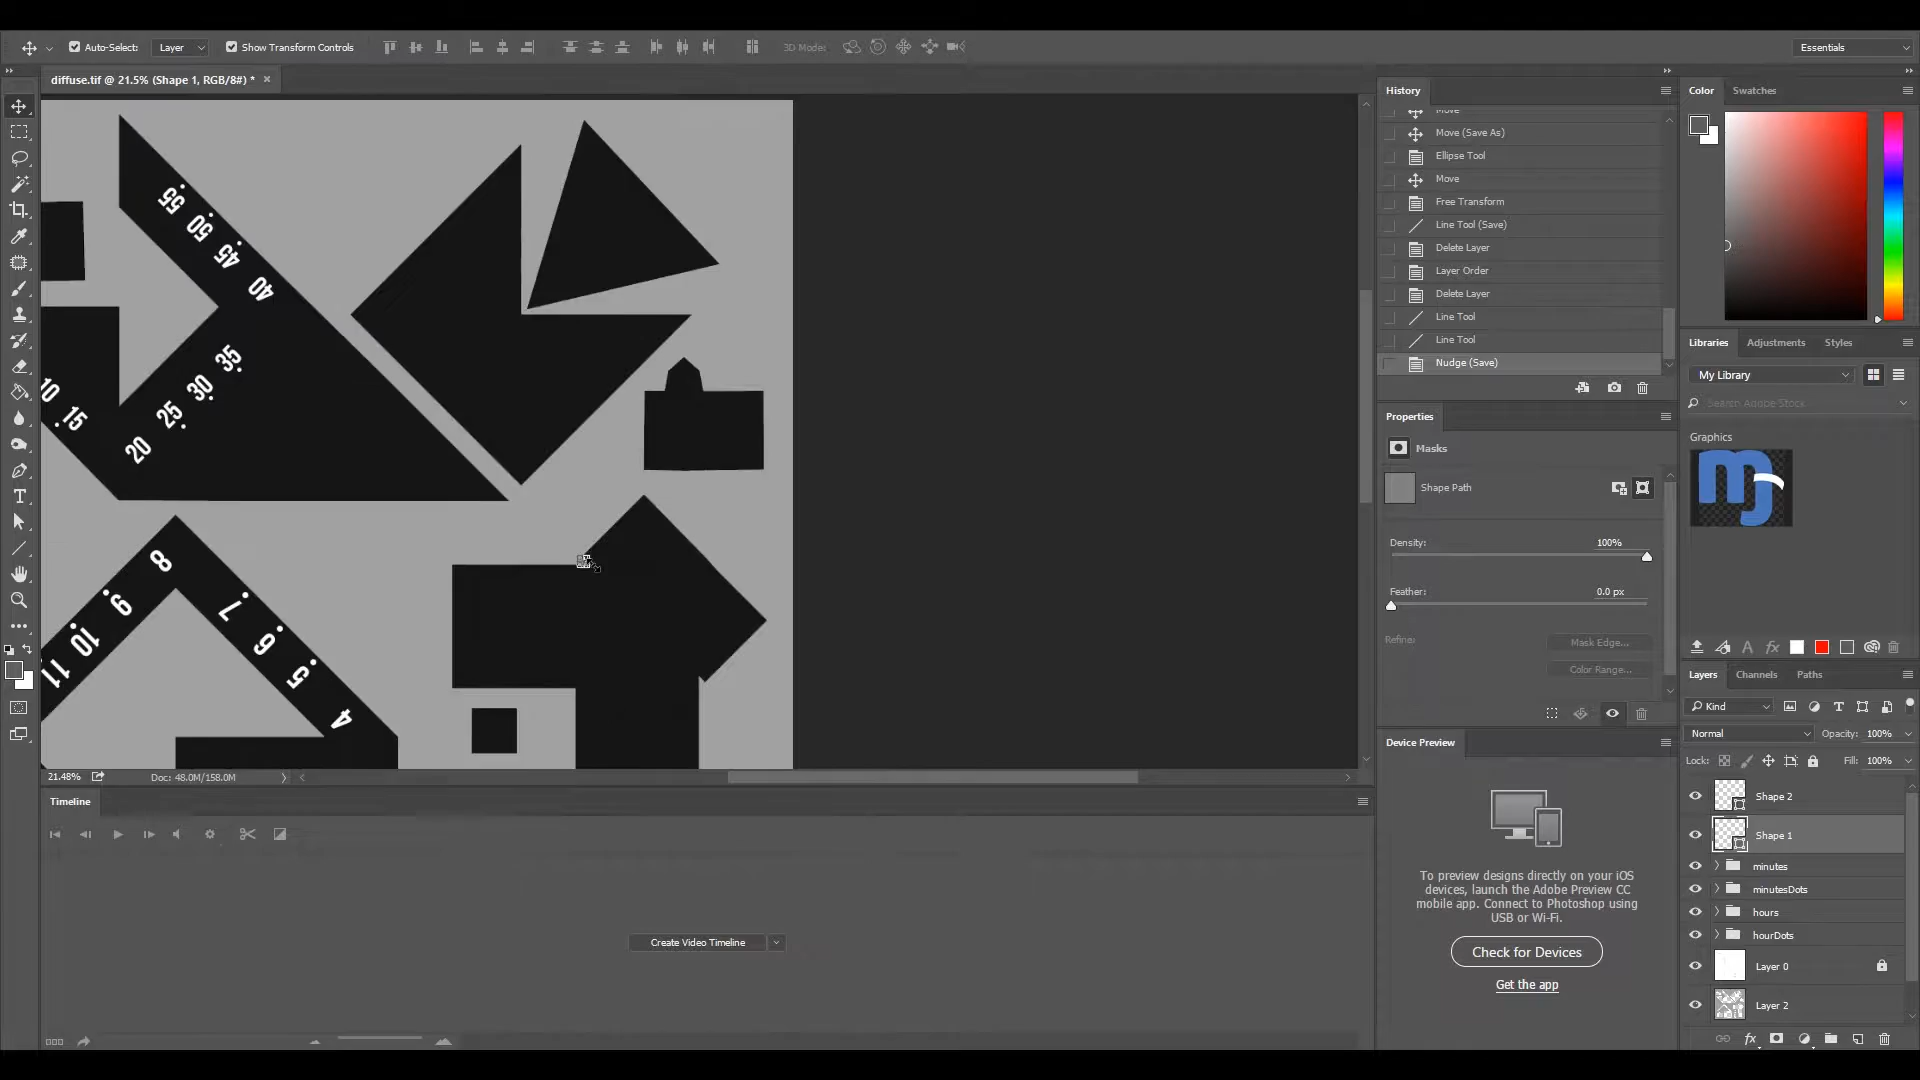 Auto-Select: Layer Show Transform Controls 3D Mode: Essentials
diffuse.tif @ 21.5% (Shape 1, RGB/8#) * ×
History
Move
Move (Save As)
Ellipse Tool
Move
Free Transform
Line Tool (Save)
Delete Layer
Layer Order
Delete Layer
Line Tool
Line Tool
Nudge (Save)
Properties
Masks
Shape Path
Density: 100%
Feather: 0.0 px
Refine:
Mask Edge...
Color Range...
Device Preview
To preview designs directly on your iOS
devices, launch the Adobe Preview CC
mobile app. Connect to Photoshop using
USB or Wi-Fi.
Check for Devices
Get the app
Color Swatches
Libraries Adjustments Styles
My Library
Search Adobe Stock
Graphics
mj
Layers Channels Paths
Kind
Normal Opacity: 100%
Lock: Fill: 100%
Shape 2
Shape 1
minutes
minutesDots
hours
hourDots
Layer 0
Layer 2
55
50
45
40
35
30
25
20
15
10
8
9
10
11
7
6
5
4
21.48% Doc: 48.0M/158.0M
Timeline
Create Video Timeline